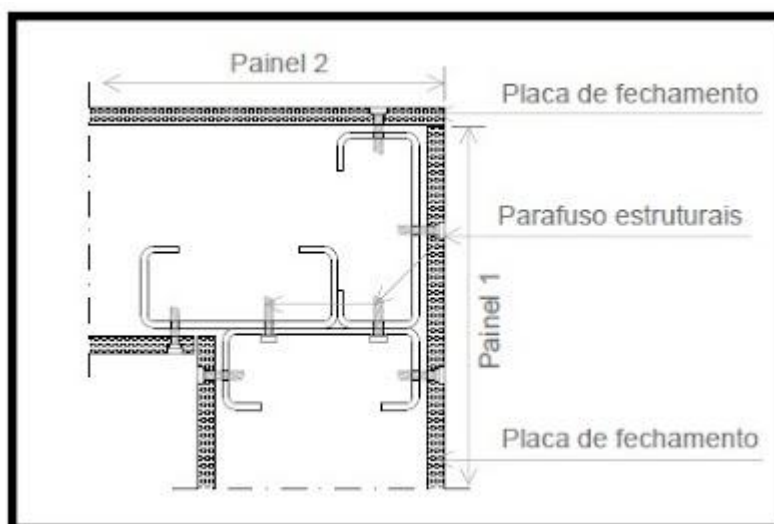 Painel 2
Placa de fechamento
Parafuso estruturais
Painel 1
Placa de fechamento